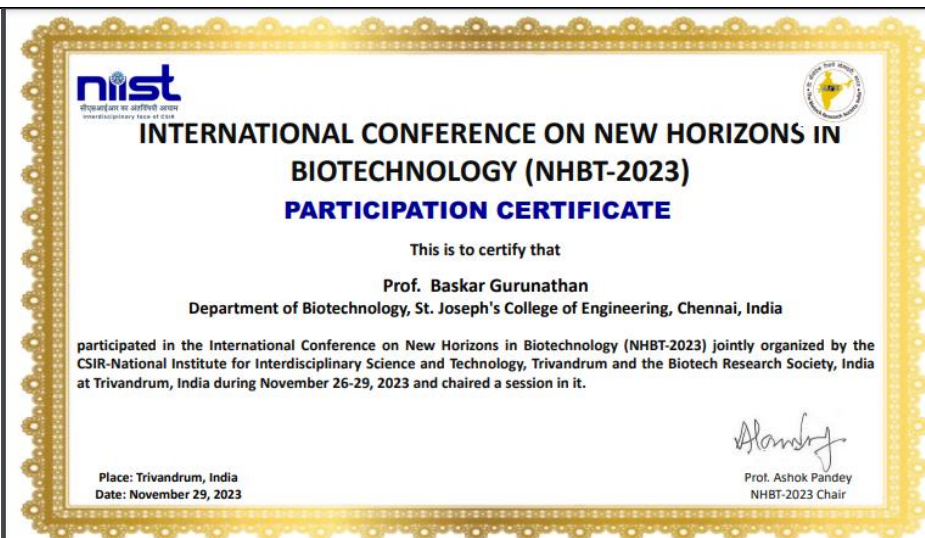 niist
सीएसआईआर का अंतर्विषयी आयाम
Interdisciplinary face of CSIR
INTERNATIONAL CONFERENCE ON NEW HORIZONS IN
BIOTECHNOLOGY (NHBT-2023)
PARTICIPATION CERTIFICATE
This is to certify that
Prof. Baskar Gurunathan
Department of Biotechnology, St. Joseph's College of Engineering, Chennai, India
participated in the International Conference on New Horizons in Biotechnology (NHBT-2023) jointly organized by the
CSIR-National Institute for Interdisciplinary Science and Technology, Trivandrum and the Biotech Research Society, India
at Trivandrum, India during November 26-29, 2023 and chaired a session in it.
Place: Trivandrum, India
Date: November 29, 2023
Prof. Ashok Pandey
NHBT-2023 Chair